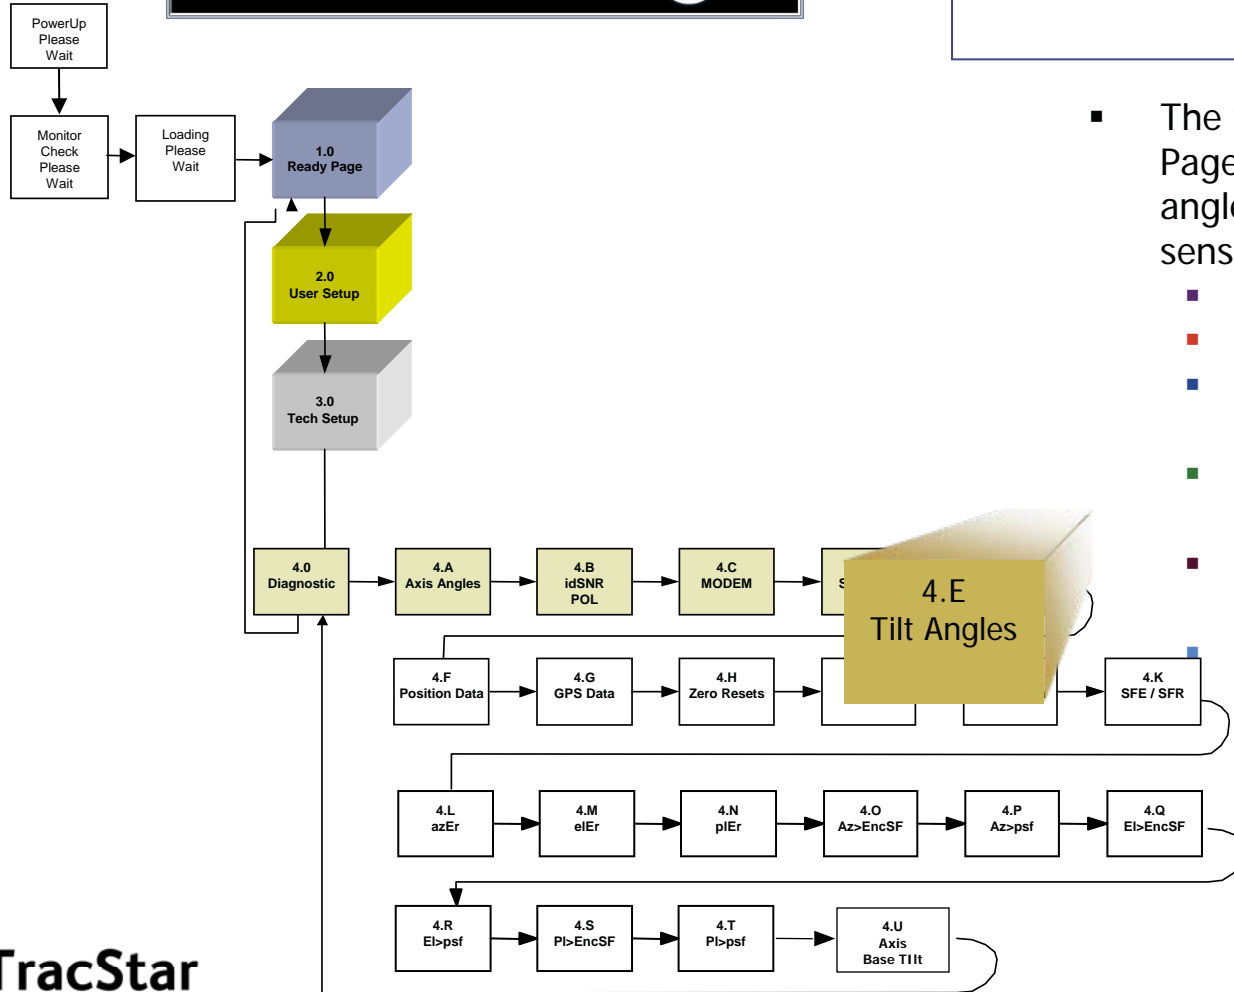 PowerUp
Please
Wait
Monitor
Check
Please
Wait
Loading
Please
Wait
1.0
Ready Page
2.0
User Setup
3.0
Tech Setup
The
Page
4.0
Diagnostic
4.A
Axis Angles
4.B
idSNR
POL
4.C
MODEM
4.E
Tilt Angles
4.F
Position Data
4.G
GPS Data
4.H
Zero Resets
4.K
SFE / SFR
4.L
azEr
4.M
elEr
4.N
plEr
4.O
Az>EncSF
4.P
Az>psf
4.Q
El>EncSF
4.R
El>psf
4.S
Pl>EncSF
4.T
Pl>psf
4.U
Axis
Base TIlt
TracStar